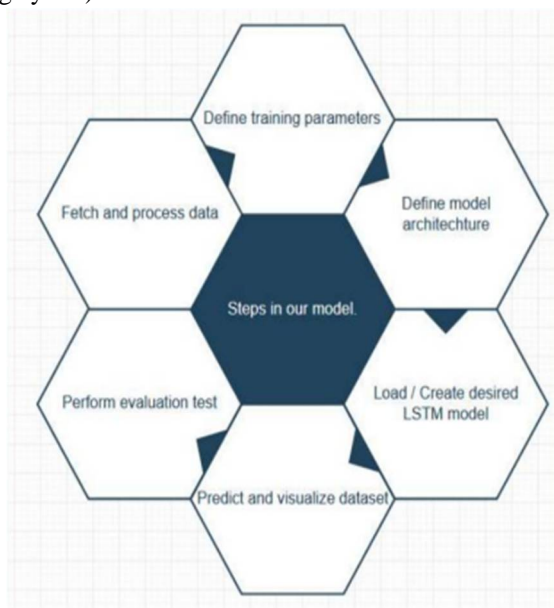 Define training parameters
Fetch and process data
Define model
architechture
Steps in our model.
Perform evaluation test
Load / Create desired
LSTM model
Predict and visualize dataset